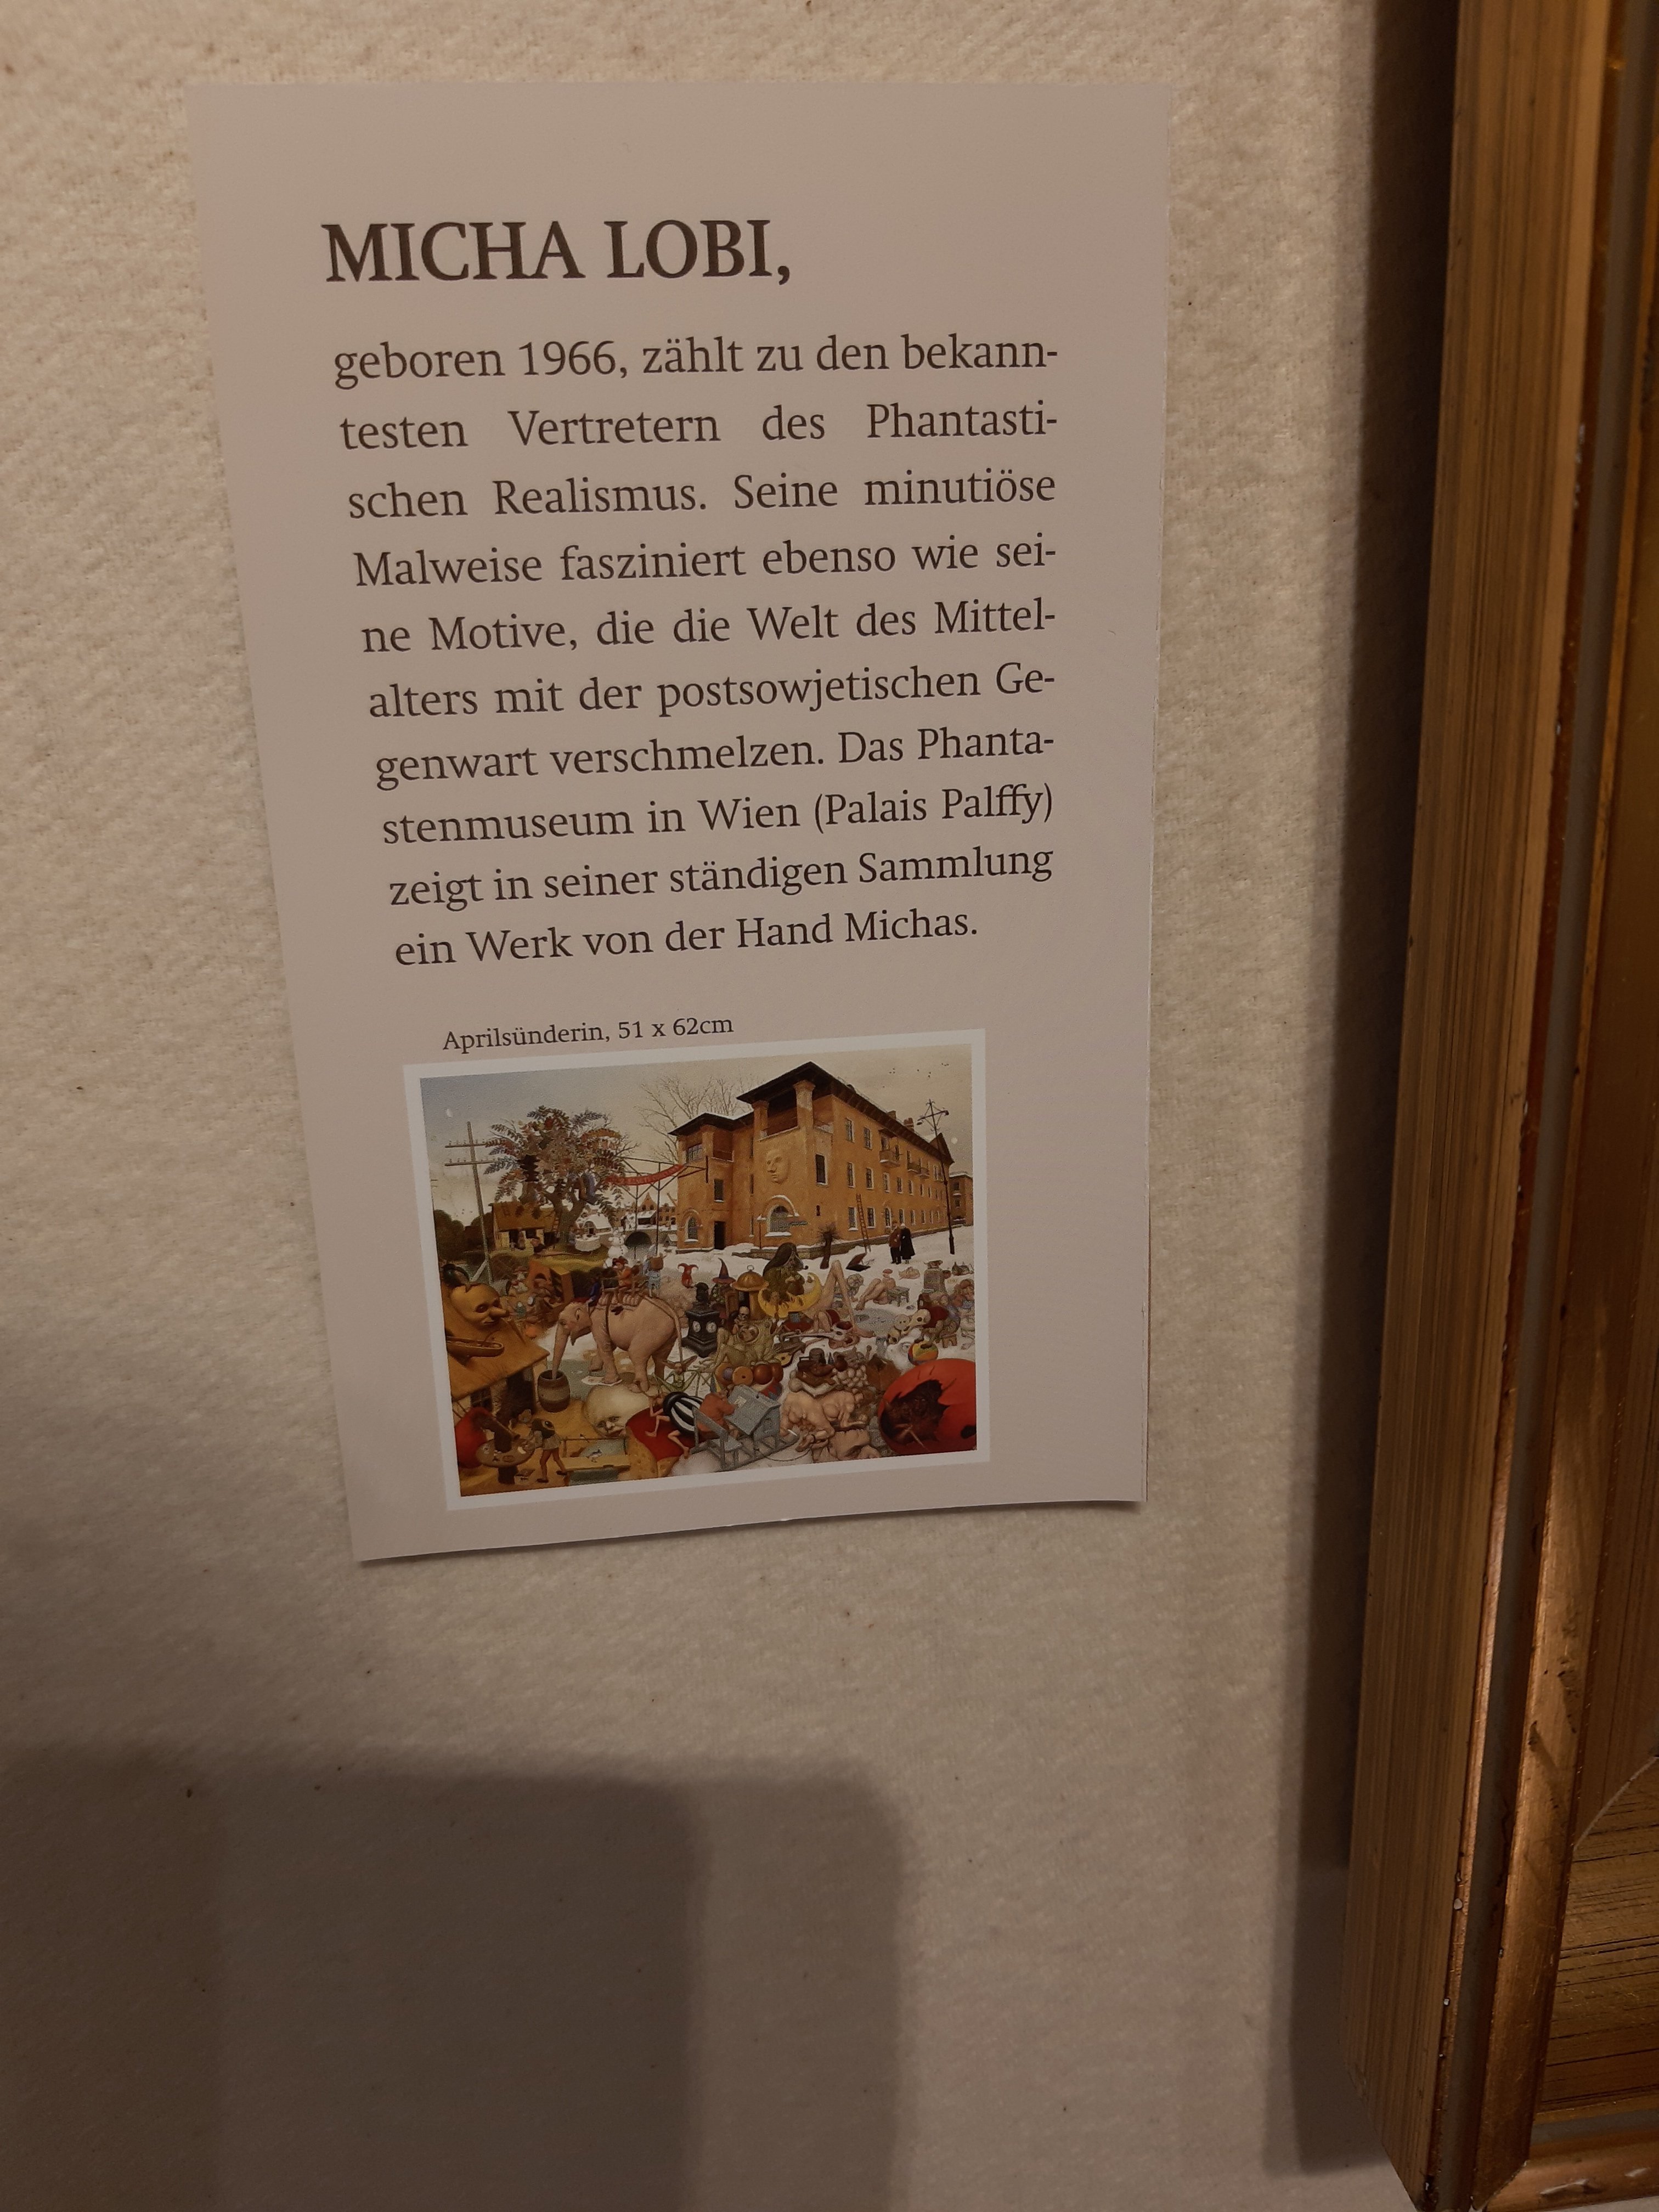 MICHA LOBI,
geboren 1966, zählt zu den bekann-
testen Vertretern des Phantasti-
schen Realismus. Seine minutiöse
Malweise fasziniert ebenso wie sei-
ne Motive, die die Welt des Mittel-
alters mit der postsowjetischen Ge-
genwart verschmelzen. Das Phanta-
stenmuseum in Wien (Palais Palffy)
zeigt in seiner ständigen Sammlung
ein Werk von der Hand Michas.
Aprilsünderin, 51 x 62cm